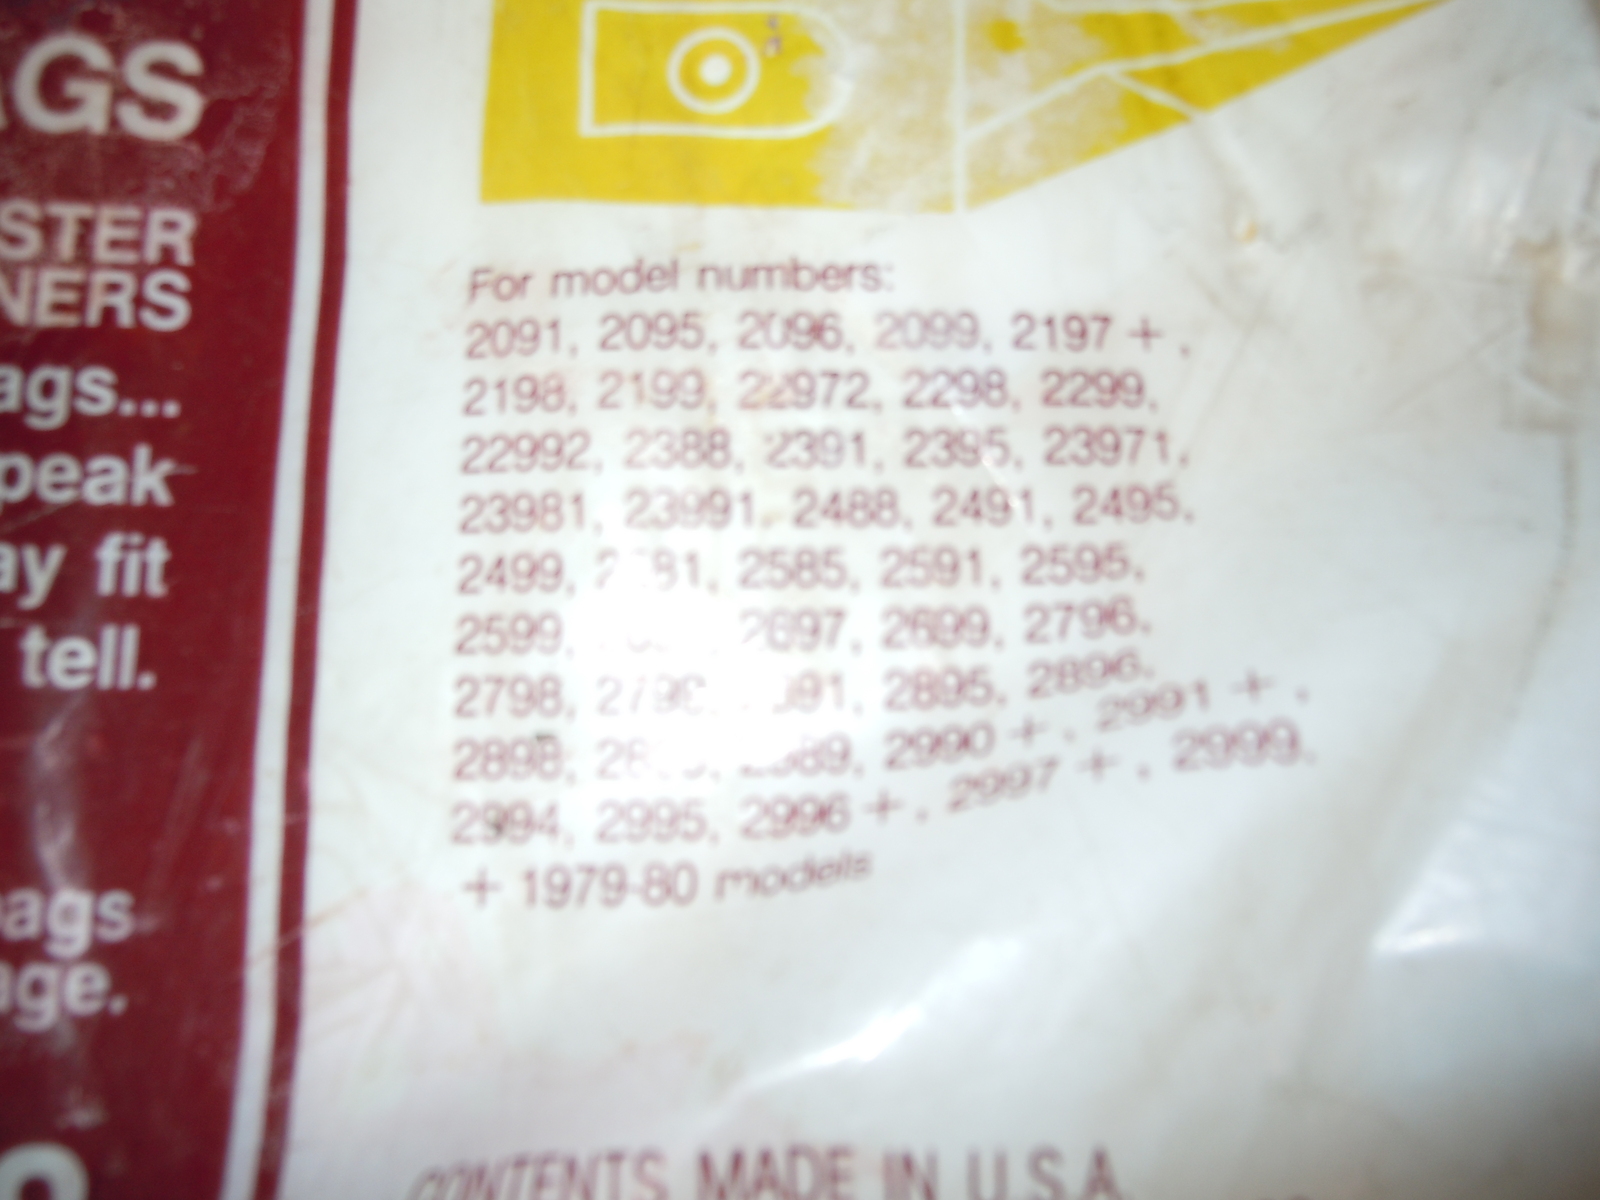 AGS
STER
NERS
ags...
peak
ay fit
tell.
bags
age.
For model numbers:
2091, 2095, 2096, 2099, 2197 + ,
2198, 2199, 22972, 2298, 2299,
22992, 2388, 2391, 2395, 23971,
23981, 23991, 2488, 2491, 2495,
2499, 2585, 2591, 2595,
2599, 2697, 2699, 2796,
2798, 2895, 2896,
2898, 2990 + , 2991 + ,
2994, 2995, 2996 + , 2997 + , 2999.
+ 1979-80 models
CONTENTS MADE IN U.S.A.